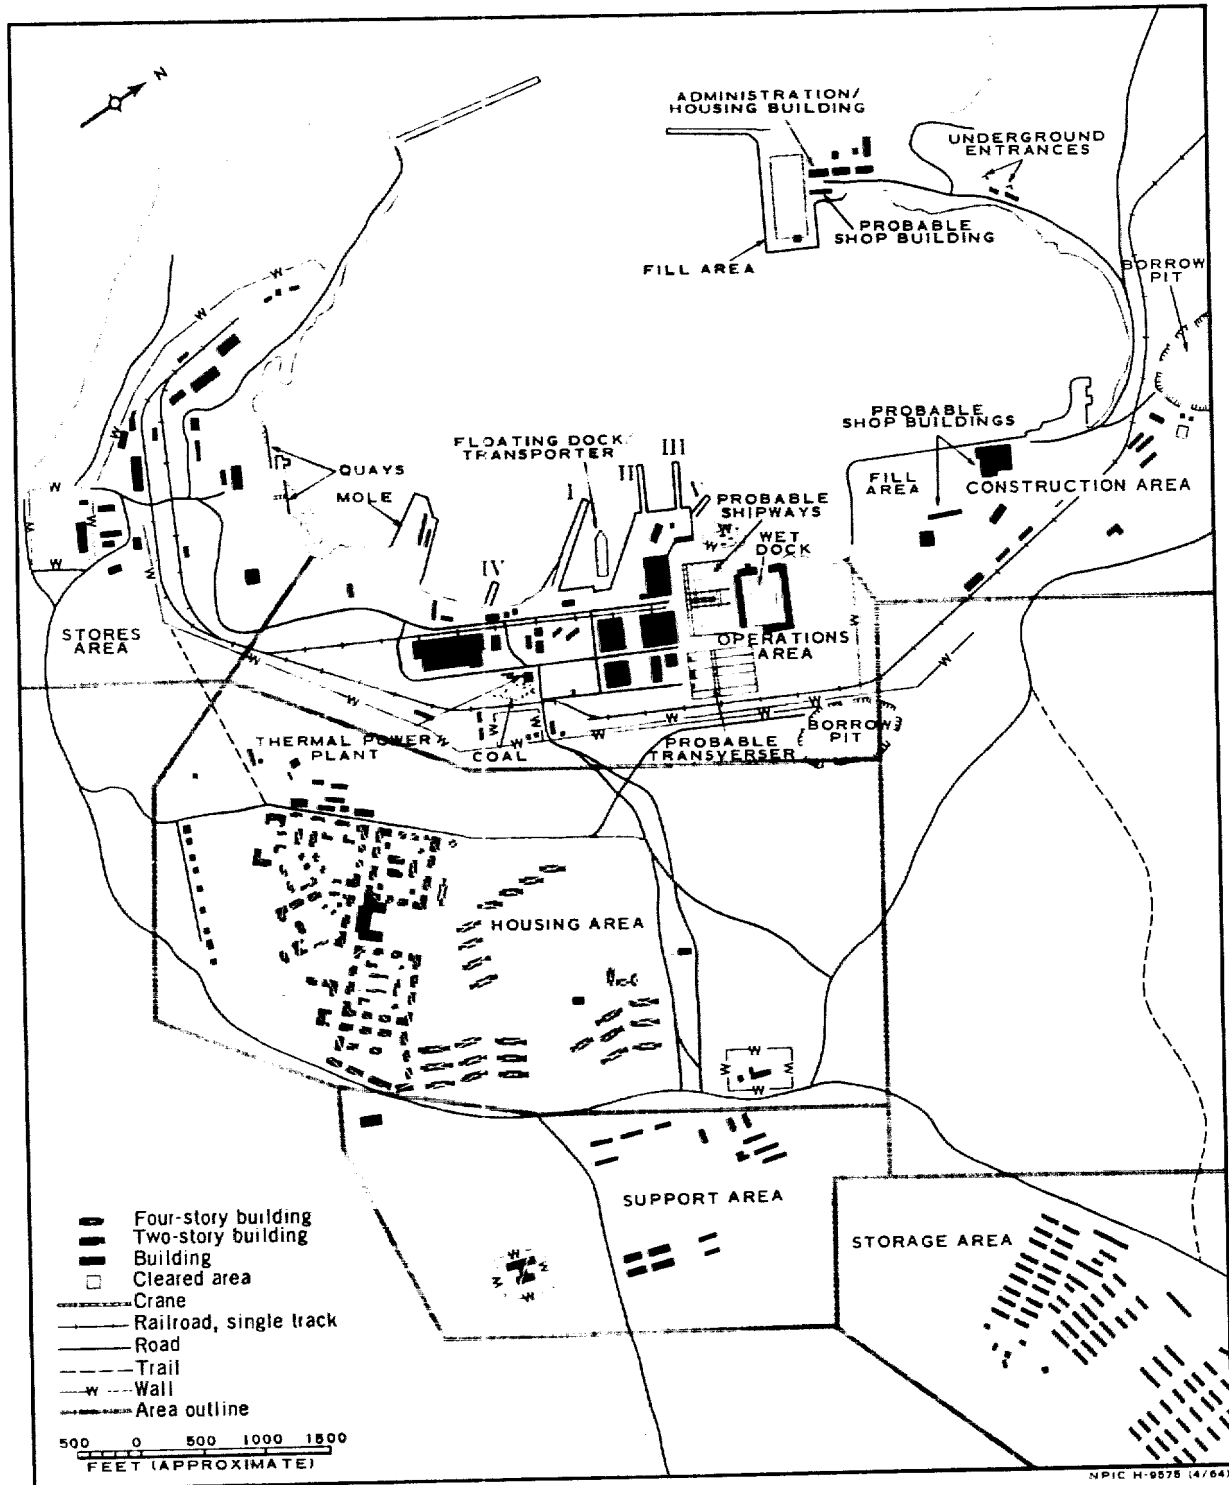 N
ADMINISTRATION/
HOUSING BUILDING
UNDERGROUND
ENTRANCES
PROBABLE
SHOP BUILDING
FILL AREA
BORROW
PIT
W
W
PROBABLE
SHOP BUILDINGS
FLOATING DOCK/
TRANSPORTER
III
II
I
QUAYS
MOLE
FILL
AREA
CONSTRUCTION AREA
PROBABLE
SHIPWAYS
WET
DOCK
W
W
W
W
W
W
W
IV
STORES
AREA
OPERATIONS
AREA
W
W
W
W
W
W
W
W
W
W
W
W
THERMAL POWER
PLANT
COAL
PROBABLE
TRANSVERSER
BORROW
PIT
HOUSING AREA
W
W
W
W
SUPPORT AREA
STORAGE AREA
W
W
W
W
Four-story building
Two-story building
Building
Cleared area
Crane
Railroad, single track
Road
Trail
W Wall
Area outline
500 0 500 1000 1500
FEET (APPROXIMATE)
NPIC H-9575 (4/64)